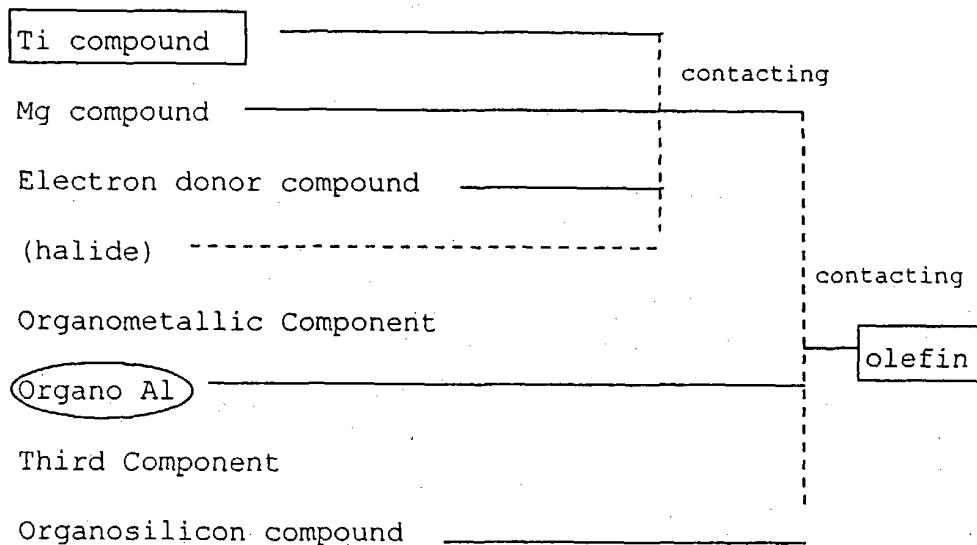 Ti compound
contacting
Mg compound
Electron donor compound
(halide)
contacting
Organometallic Component
olefin
Organo Al
Third Component
Organosilicon compound